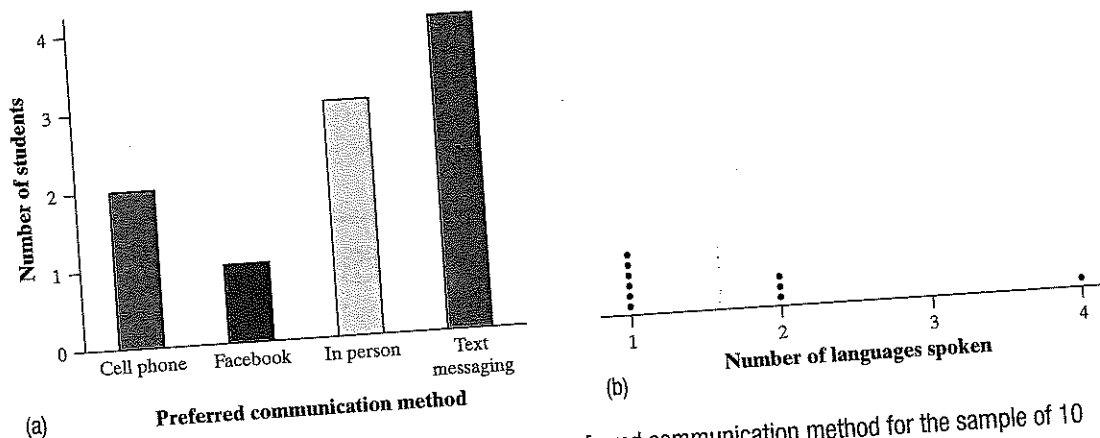 Number of students
4
3
2
1
0
Cell phone
Facebook
In person
Text
messaging
Preferred communication method
(a)
1
2
3
4
Number of languages spoken
(b)
communication method for the sample of 10